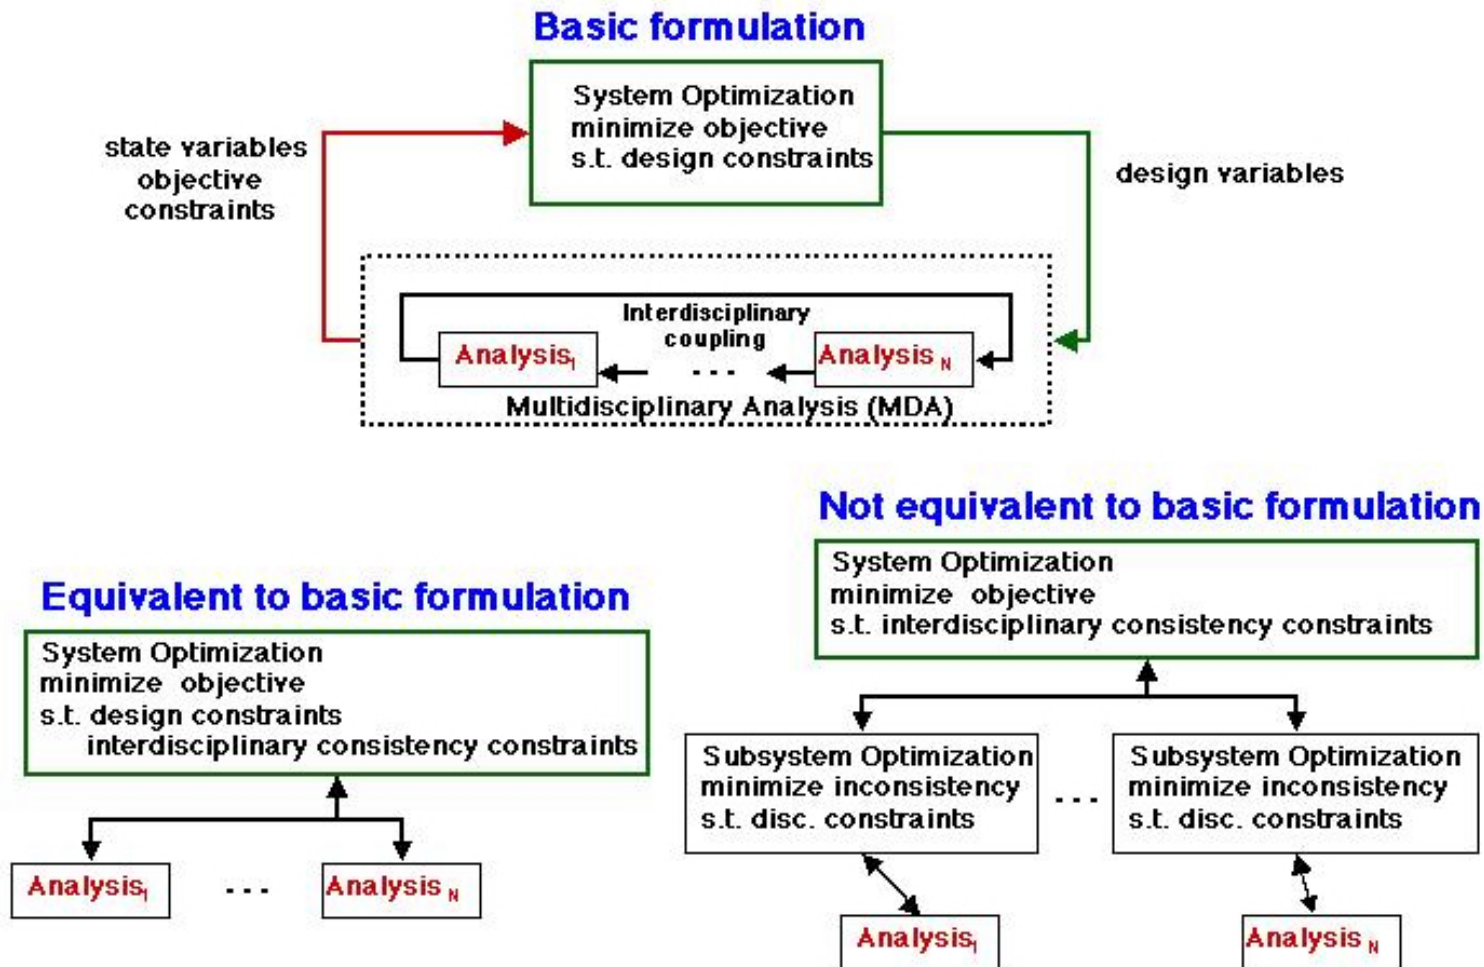 Basic formulation
System Optimization
minimize objective
s.t. design constraints
state variables
objective
constraints
design variables
Interdisciplinary
coupling
Analysis₁
. . .
Analysis N
Multidisciplinary Analysis (MDA)
Not equivalent to basic formulation
System Optimization
minimize objective
s.t. interdisciplinary consistency constraints
Equivalent to basic formulation
System Optimization
minimize objective
s.t. design constraints
interdisciplinary consistency constraints
Subsystem Optimization
minimize inconsistency
s.t. disc. constraints
. . .
Subsystem Optimization
minimize inconsistency
s.t. disc. constraints
Analysis₁
. . .
Analysis N
Analysis₁
Analysis N